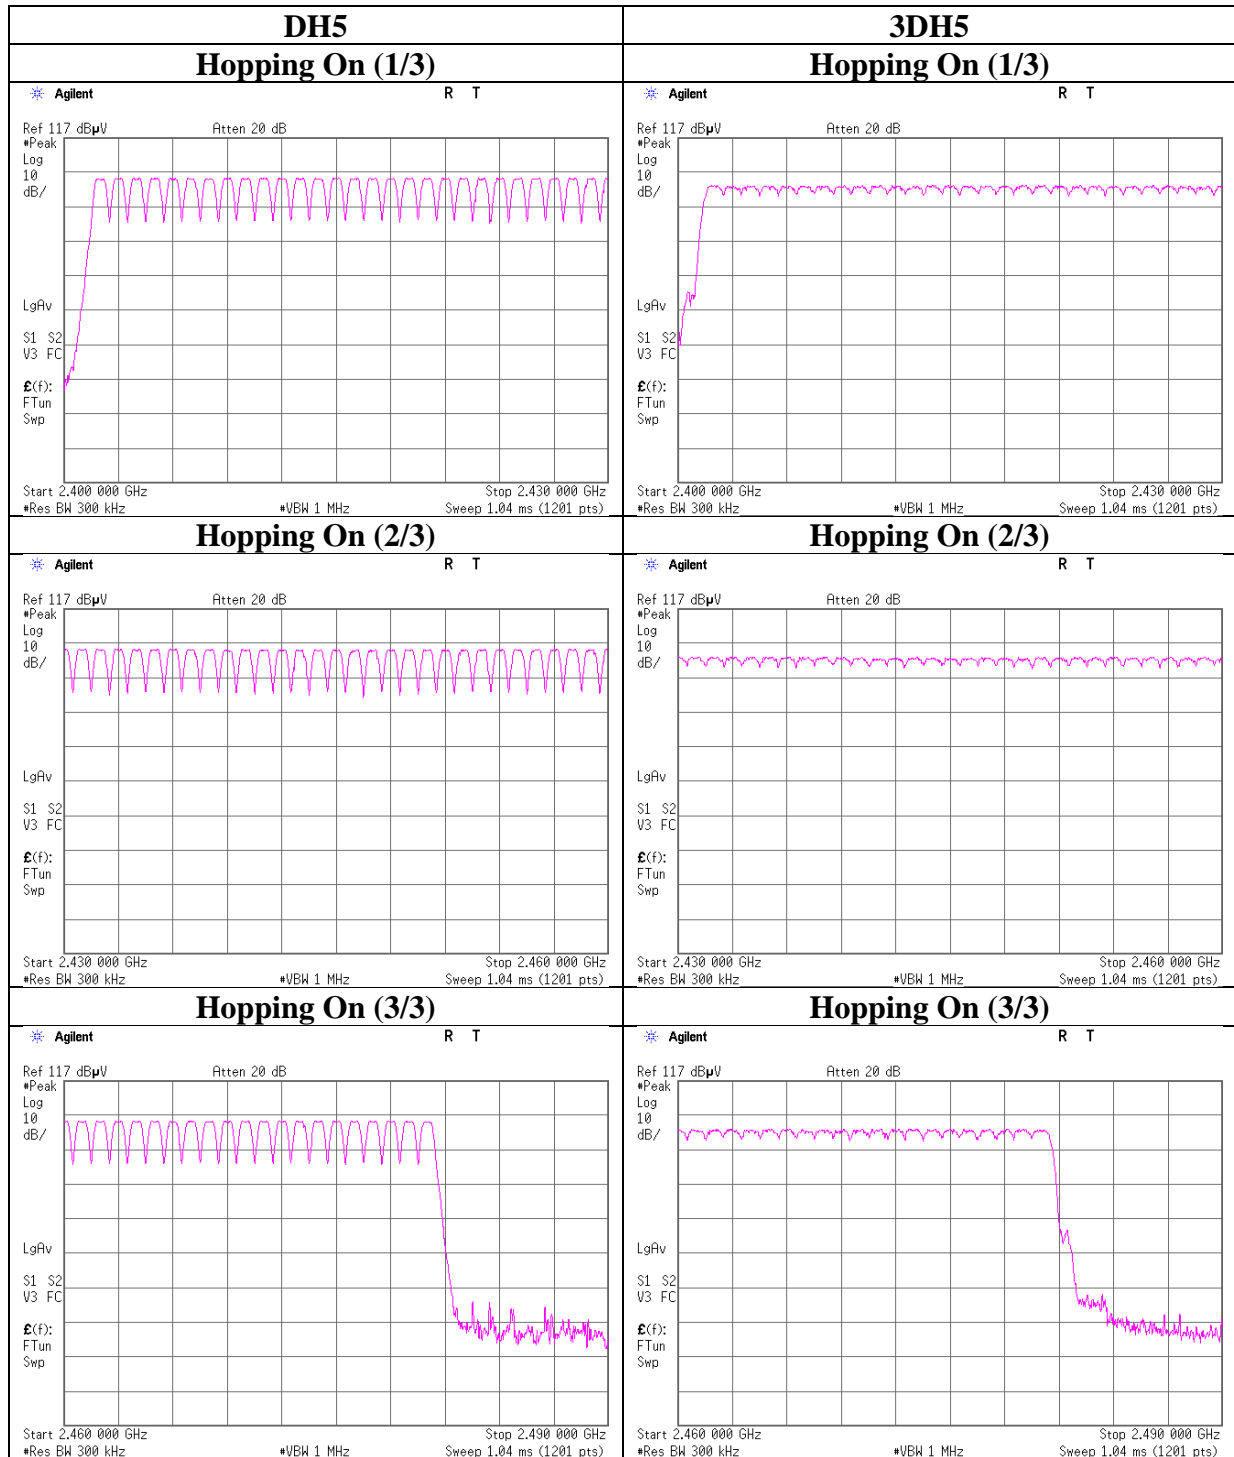 DH5 3DH5
Hopping On (1/3) Hopping On (1/3)
Agilent R T
Ref 117 dBµV Atten 20 dB
#Peak
Log
10
dB/
LgAv
S1 S2
V3 FC
£(f):
FTun
Swp
Start 2.400 000 GHz Stop 2.430 000 GHz
#Res BW 300 kHz #VBW 1 MHz Sweep 1.04 ms (1201 pts)
Agilent R T
Ref 117 dBµV Atten 20 dB
#Peak
Log
10
dB/
LgAv
S1 S2
V3 FC
£(f):
FTun
Swp
Start 2.400 000 GHz Stop 2.430 000 GHz
#Res BW 300 kHz #VBW 1 MHz Sweep 1.04 ms (1201 pts)
Hopping On (2/3) Hopping On (2/3)
Agilent R T
Ref 117 dBµV Atten 20 dB
#Peak
Log
10
dB/
LgAv
S1 S2
V3 FC
£(f):
FTun
Swp
Start 2.430 000 GHz Stop 2.460 000 GHz
#Res BW 300 kHz #VBW 1 MHz Sweep 1.04 ms (1201 pts)
Agilent R T
Ref 117 dBµV Atten 20 dB
#Peak
Log
10
dB/
LgAv
S1 S2
V3 FC
£(f):
FTun
Swp
Start 2.430 000 GHz Stop 2.460 000 GHz
#Res BW 300 kHz #VBW 1 MHz Sweep 1.04 ms (1201 pts)
Hopping On (3/3) Hopping On (3/3)
Agilent R T
Ref 117 dBµV Atten 20 dB
#Peak
Log
10
dB/
LgAv
S1 S2
V3 FC
£(f):
FTun
Swp
Start 2.460 000 GHz Stop 2.490 000 GHz
#Res BW 300 kHz #VBW 1 MHz Sweep 1.04 ms (1201 pts)
Agilent R T
Ref 117 dBµV Atten 20 dB
#Peak
Log
10
dB/
LgAv
S1 S2
V3 FC
£(f):
FTun
Swp
Start 2.460 000 GHz Stop 2.490 000 GHz
#Res BW 300 kHz #VBW 1 MHz Sweep 1.04 ms (1201 pts)